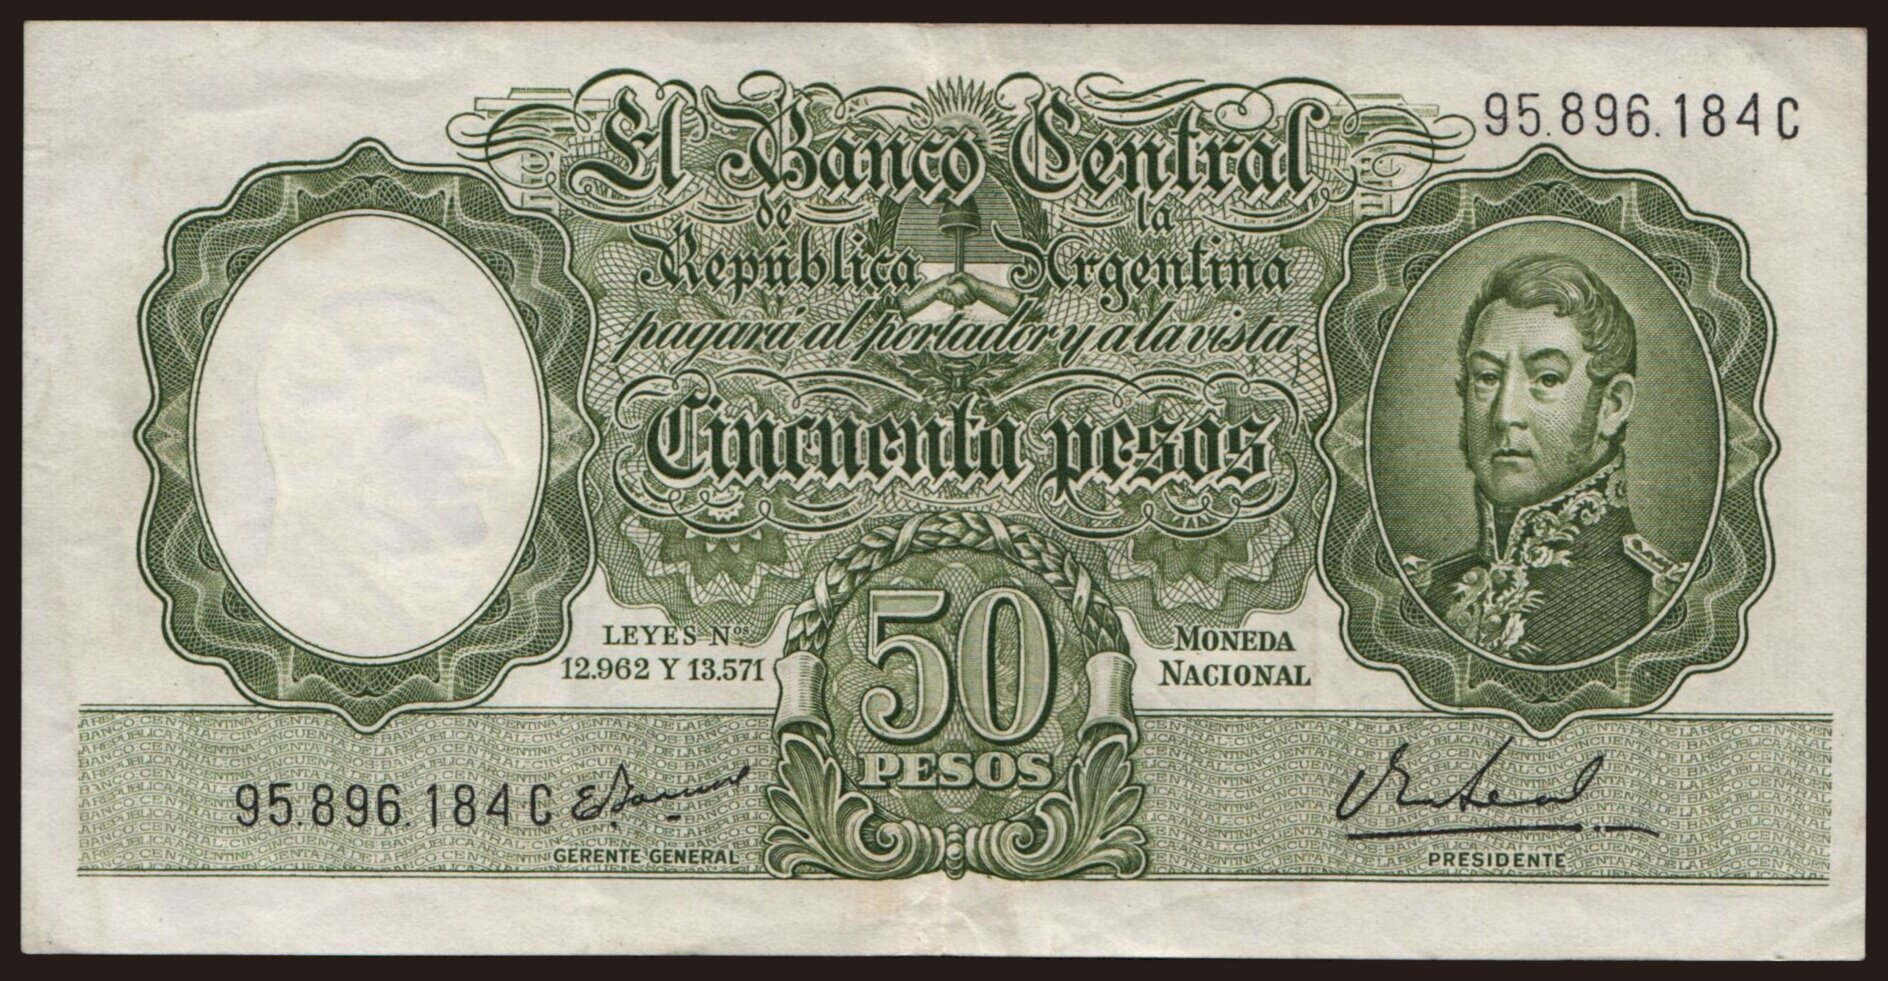 95.896.184 C
El Banco Central
de la
República Argentina
pagará al portador y a la vista
Cincuenta pesos
LEYES Nos.
12.962 Y 13.571
50
PESOS
MONEDA
NACIONAL
95.896.184 C
GERENTE GENERAL
PRESIDENTE